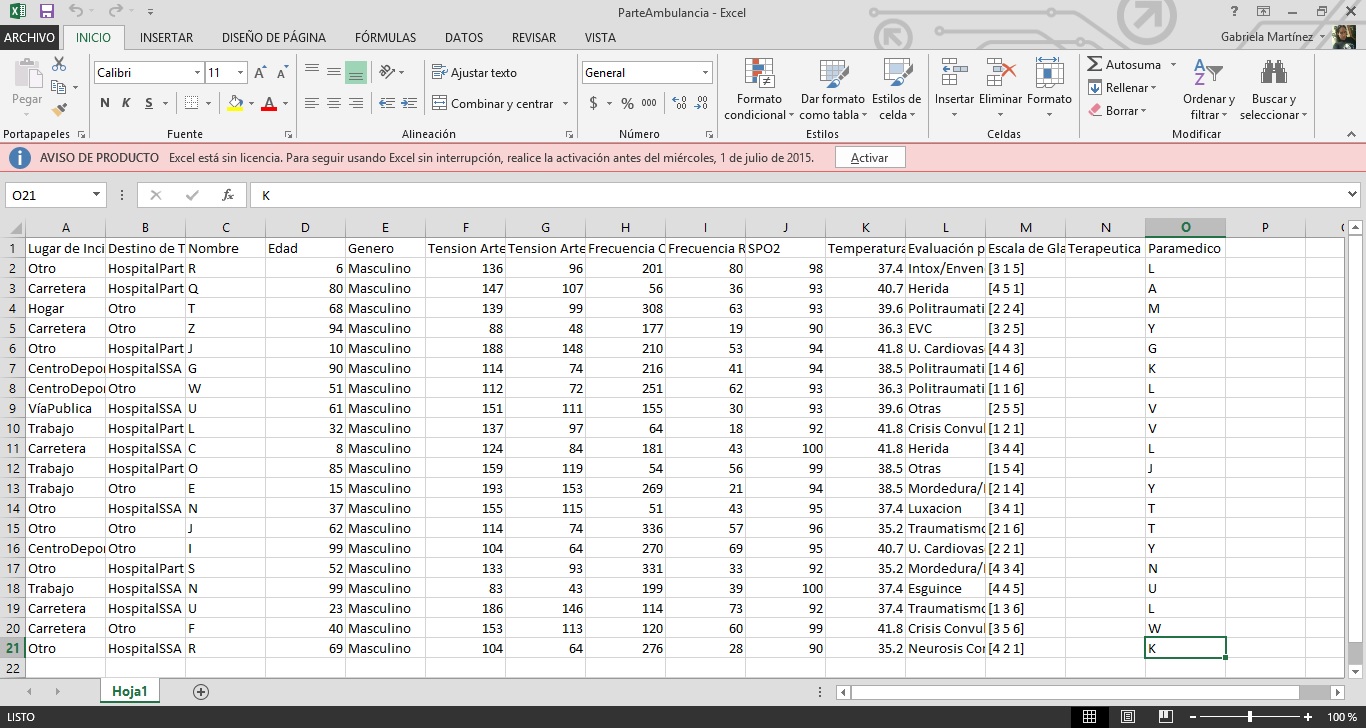 ParteAmbulancia - Excel
?
ARCHIVO INICIO INSERTAR DISEÑO DE PÁGINA FÓRMULAS DATOS REVISAR VISTA Gabriela Martínez
Pegar
Calibri 11
N K S A A A
Ajustar texto
Combinar y centrar
General
$ % 000
Formato condicional
Dar formato como tabla
Estilos de celda
Insertar Eliminar Formato
Autosuma
Rellenar
Borrar
Ordenar y filtrar
Buscar y seleccionar
Portapapeles Fuente Alineación Número Estilos Celdas Modificar
AVISO DE PRODUCTO Excel está sin licencia. Para seguir usando Excel sin interrupción, realice la activación antes del miércoles, 1 de julio de 2015. Activar
O21 fx K
A B C D E F G H I J K L M N O P
1 Lugar de Inci Destino de T Nombre Edad Genero Tension Arte Tension Arte Frecuencia C Frecuencia R SPO2 Temperatura Evaluación p Escala de Gla Terapeutica Paramedico
2 Otro HospitalPart R 6 Masculino 136 96 201 80 98 37.4 Intox/Enven [3 1 5] L
3 Carretera HospitalPart Q 80 Masculino 147 107 56 36 93 40.7 Herida [4 5 1] A
4 Hogar Otro T 68 Masculino 139 99 308 63 93 39.6 Politraumati [2 2 4] M
5 Carretera Otro Z 94 Masculino 88 48 177 19 90 36.3 EVC [3 2 5] Y
6 Otro HospitalPart J 10 Masculino 188 148 210 53 94 41.8 U. Cardiovas [4 4 3] G
7 CentroDepor HospitalSSA G 90 Masculino 114 74 216 41 94 38.5 Politraumati [1 4 6] K
8 CentroDepor Otro W 51 Masculino 112 72 251 62 93 36.3 Politraumati [1 1 6] L
9 VíaPublica HospitalSSA U 61 Masculino 151 111 155 30 93 39.6 Otras [2 5 5] V
10 Trabajo HospitalPart L 32 Masculino 137 97 64 18 92 41.8 Crisis Convul [1 2 1] V
11 Carretera HospitalSSA C 8 Masculino 124 84 181 43 100 41.8 Herida [3 4 4] L
12 Trabajo HospitalPart O 85 Masculino 159 119 54 56 99 38.5 Otras [1 5 4] J
13 Trabajo Otro E 15 Masculino 193 153 269 21 94 38.5 Mordedura/ [2 1 4] Y
14 Otro HospitalSSA N 37 Masculino 155 115 51 43 95 37.4 Luxacion [3 4 1] T
15 Otro Otro J 62 Masculino 114 74 336 57 96 35.2 Traumatismo [2 1 6] T
16 CentroDepor Otro I 99 Masculino 104 64 270 69 95 40.7 U. Cardiovas [2 2 1] Y
17 Otro HospitalPart S 52 Masculino 133 93 331 33 92 35.2 Mordedura/ [4 3 4] N
18 Trabajo HospitalSSA N 99 Masculino 83 43 199 39 100 37.4 Esguince [4 4 5] U
19 Carretera HospitalSSA U 23 Masculino 186 146 114 73 92 37.4 Traumatismo [1 3 6] L
20 Carretera Otro F 40 Masculino 153 113 120 60 99 41.8 Crisis Convul [3 5 6] W
21 Otro HospitalSSA R 69 Masculino 104 64 276 28 90 35.2 Neurosis Cor [4 2 1] K
22
Hoja1
LISTO 100 %